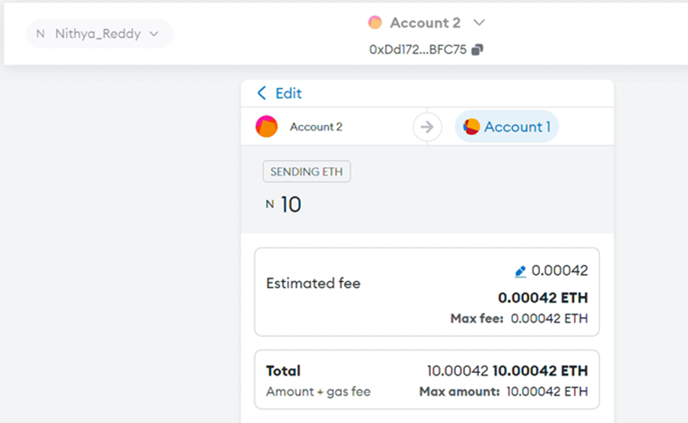 N Nithya_Reddy
Account 2
0xDd172...BFC75
Edit
Account 2
Account 1
SENDING ETH
N 10
Estimated fee
0.00042
0.00042 ETH
Max fee: 0.00042 ETH
Total 10.00042 10.00042 ETH
Amount + gas fee Max amount: 10.00042 ETH